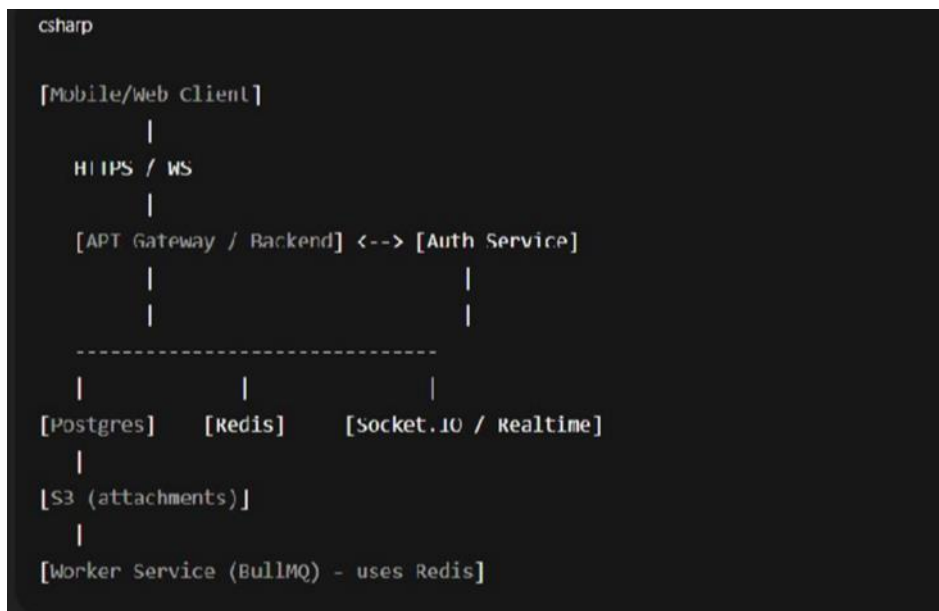 csharp
[Mobile/Web Client]
|
HTTPS / WS
|
[API Gateway / Backend] <--> [Auth Service]
| |
| |
--------------------------------
| | |
[Postgres] [Redis] [Socket.IO / Realtime]
|
[S3 (attachments)]
|
[Worker Service (BullMQ) - uses Redis]